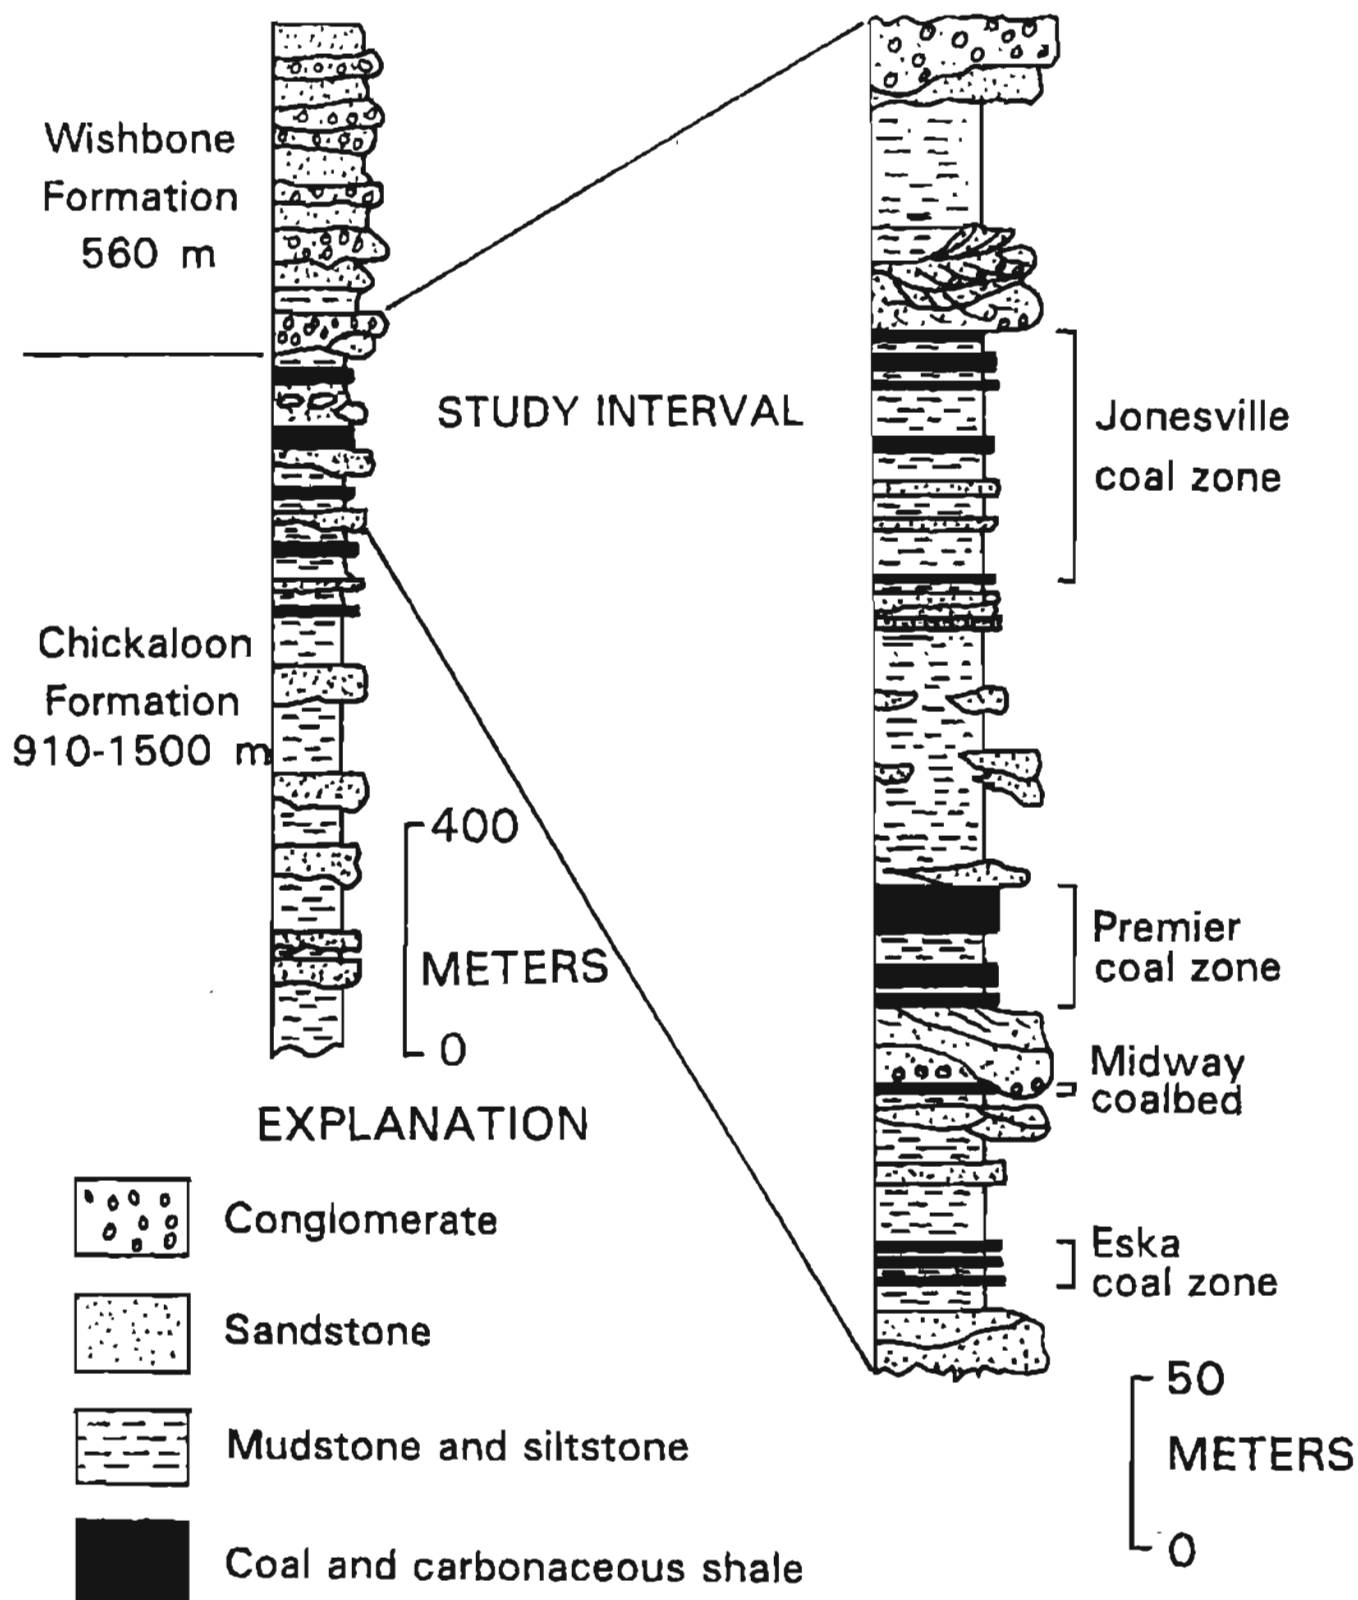 Wishbone
Formation
560 m
STUDY INTERVAL
Jonesville
coal zone
Chickaloon
Formation
910-1500 m
400
METERS
0
Premier
coal zone
Midway
coalbed
Eska
coal zone
50
METERS
0
EXPLANATION
Conglomerate
Sandstone
Mudstone and siltstone
Coal and carbonaceous shale